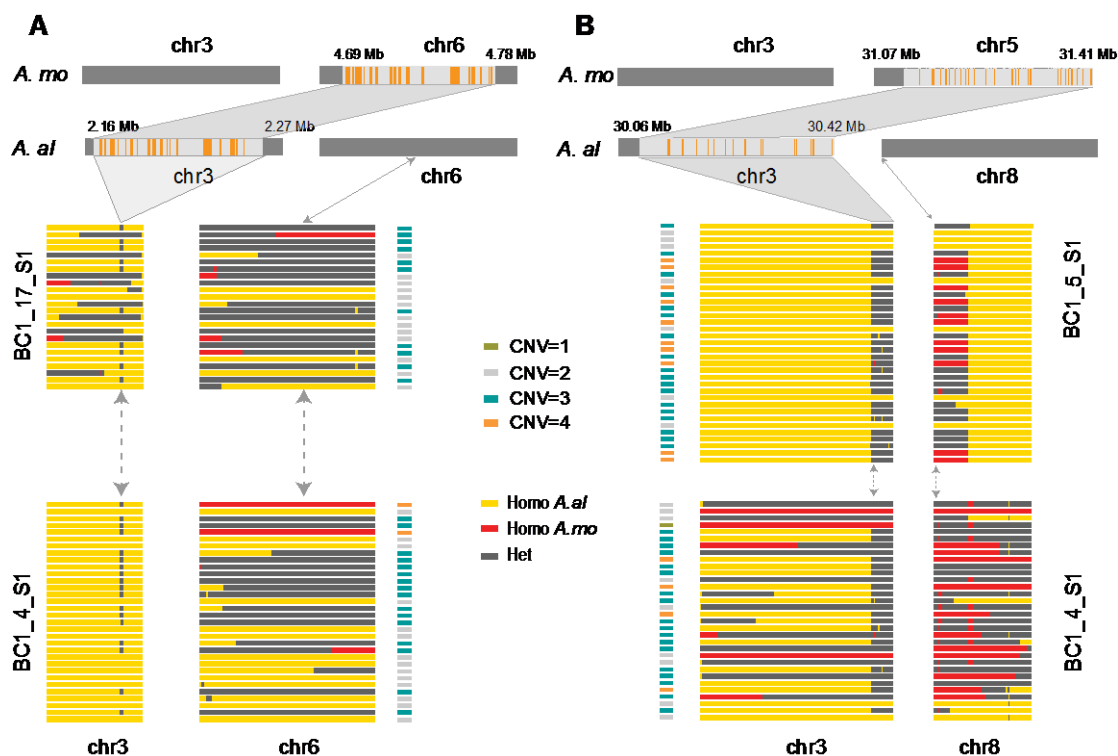 A
chr3
chr6
4.69 Mb
4.78 Mb
A. mo
2.16 Mb
2.27 Mb
A. al
chr3
chr6
BC1_17_S1
BC1_4_S1
chr3
chr6
CNV=1
CNV=2
CNV=3
CNV=4
Homo A.al
Homo A.mo
Het
B
chr3
chr5
31.07 Mb
31.41 Mb
A. mo
30.06 Mb
30.42 Mb
A. al
chr3
chr8
BC1_5_S1
BC1_4_S1
chr3
chr8